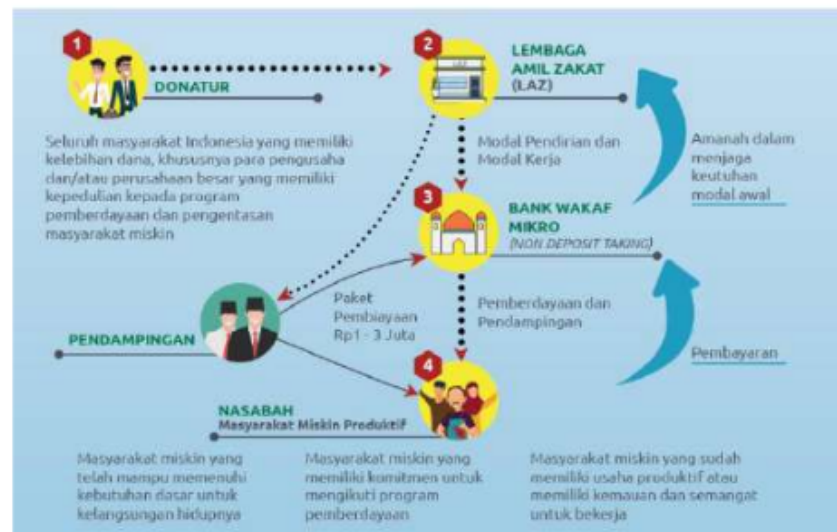 1
DONATUR
Seluruh masyarakat Indonesia yang memiliki
kelebihan dana, khususnya para pengusaha
dan/atau perusahaan besar yang memiliki
kepedulian kepada program
pemberdayaan dan pengentasan
masyarakat miskin
2
LAZ
LEMBAGA
AMIL ZAKAT
(LAZ)
Modal Pendirian dan
Modal Kerja
Amanah dalam
menjaga
keutuhan
modal awal
3
BANK WAKAF
MIKRO
(NON DEPOSIT TAKING)
Paket
Pembiayaan
Rp1 - 3 Juta
Pemberdayaan dan
Pendampingan
Pembayaran
PENDAMPINGAN
4
NASABAH
Masyarakat Miskin Produktif
Masyarakat miskin yang
telah mampu memenuhi
kebutuhan dasar untuk
kelangsungan hidupnya
Masyarakat miskin yang
memiliki komitmen untuk
mengikuti program
pemberdayaan
Masyarakat miskin yang sudah
memiliki usaha produktif atau
memiliki kemauan dan semangat
untuk bekerja